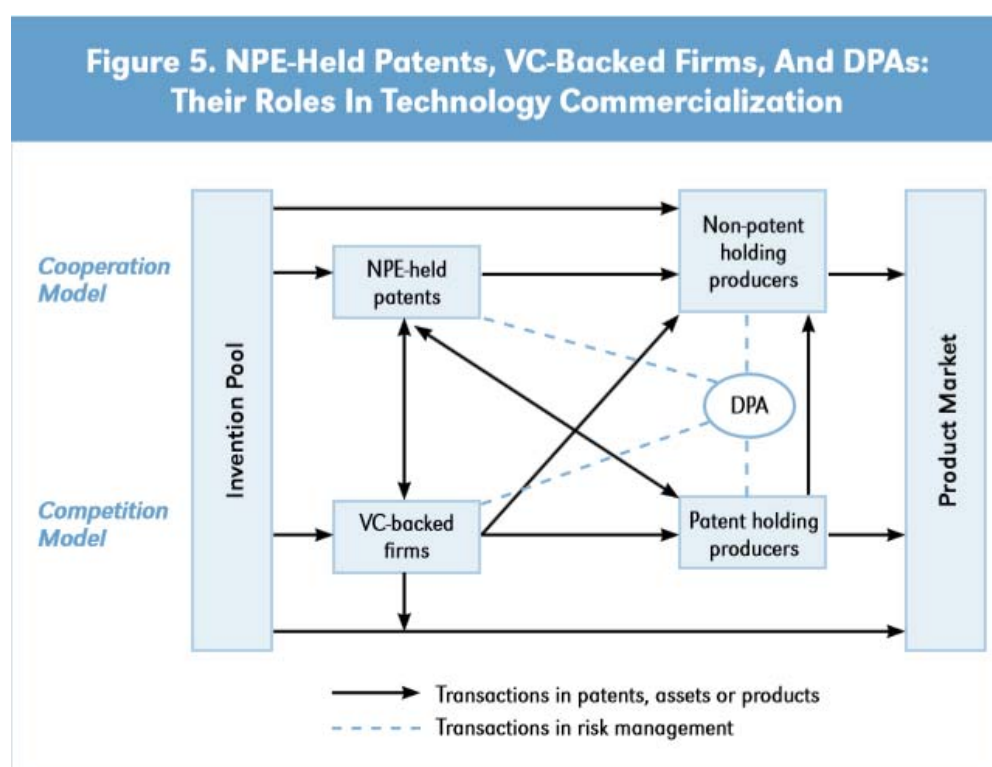 Figure 5. NPE-Held Patents, VC-Backed Firms, And DPAs:
Their Roles In Technology Commercialization
Cooperation
Model
Competition
Model
Invention Pool
NPE-held
patents
VC-backed
firms
Non-patent
holding
producers
DPA
Patent holding
producers
Product Market
Transactions in patents, assets or products
Transactions in risk management